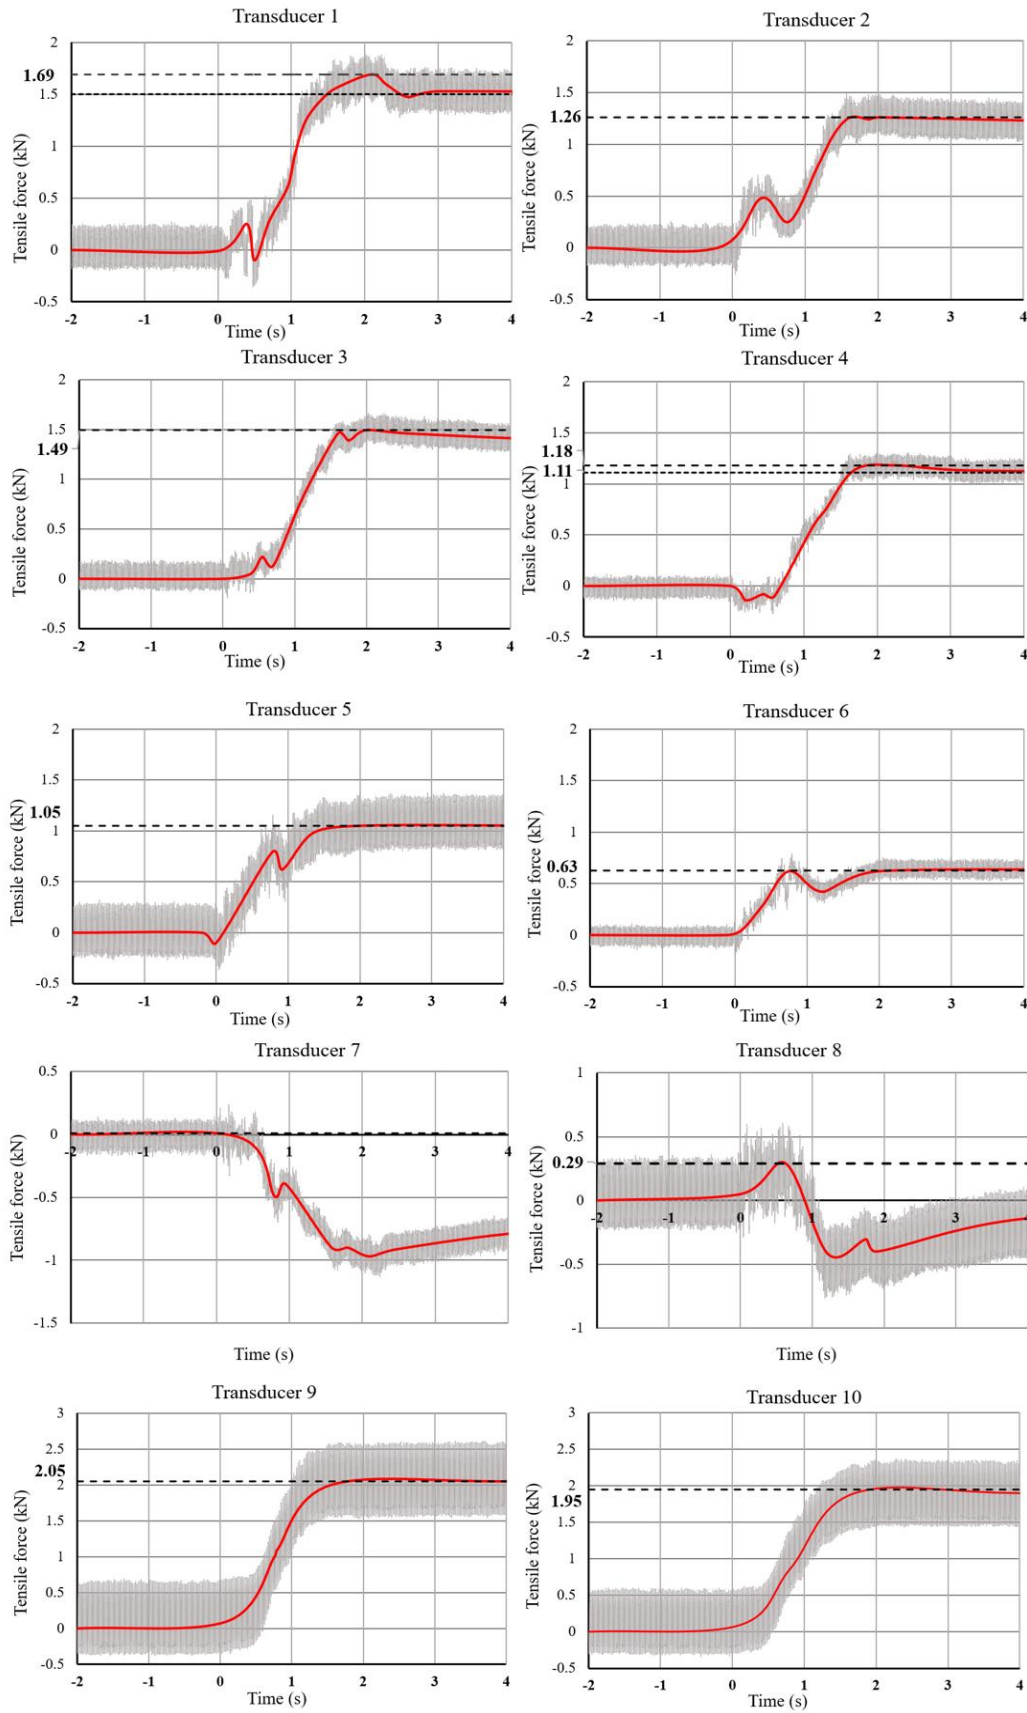 Transducer 1
2
1.69
1.5
1
0.5
0
-0.5
Tensile force (kN)
-2 -1 0 1 2 3 4
Time (s)
Transducer 2
2
1.5
1.26
1
0.5
0
-0.5
Tensile force (kN)
-2 -1 0 1 2 3 4
Time (s)
Transducer 3
2
1.5
1.49
1
0.5
0
-0.5
Tensile force (kN)
-2 -1 0 1 2 3 4
Time (s)
Transducer 4
2
1.5
1.18
1.11
1
0.5
0
-0.5
Tensile force (kN)
-2 -1 0 1 2 3 4
Time (s)
Transducer 5
2
1.5
1.05
1
0.5
0
-0.5
Tensile force (kN)
-2 -1 0 1 2 3 4
Time (s)
Transducer 6
2
1.5
1
0.63
0.5
0
-0.5
Tensile force (kN)
-2 -1 0 1 2 3 4
Time (s)
Transducer 7
0.5
0
-0.5
-1
-1.5
Tensile force (kN)
-2 -1 0 1 2 3 4
Time (s)
Transducer 8
1
0.5
0.29
0
-0.5
-1
Tensile force (kN)
-2 -1 0 1 2 3 4
Time (s)
Transducer 9
3
2.5
2.05
2
1.5
1
0.5
0
-0.5
Tensile force (kN)
-2 -1 0 1 2 3 4
Time (s)
Transducer 10
3
2.5
2
1.95
1.5
1
0.5
0
-0.5
Tensile force (kN)
-2 -1 0 1 2 3 4
Time (s)